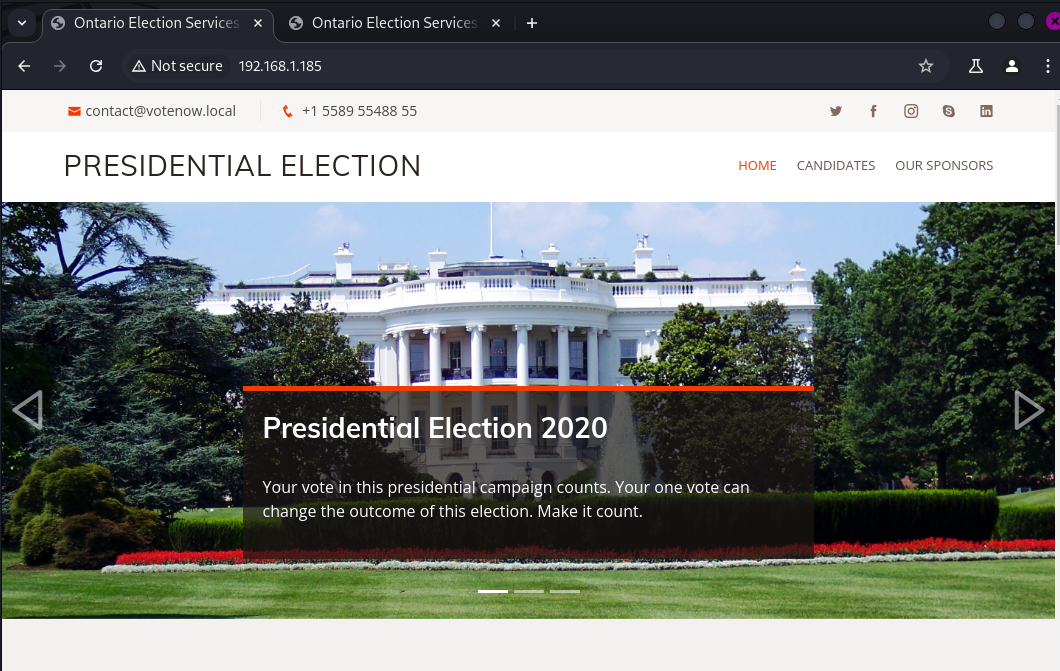 Ontario Election Services
Ontario Election Services
Not secure
192.168.1.185
contact@votenow.local
+1 5589 55488 55
PRESIDENTIAL ELECTION
HOME
CANDIDATES
OUR SPONSORS
Presidential Election 2020
Your vote in this presidential campaign counts. Your one vote can
change the outcome of this election. Make it count.